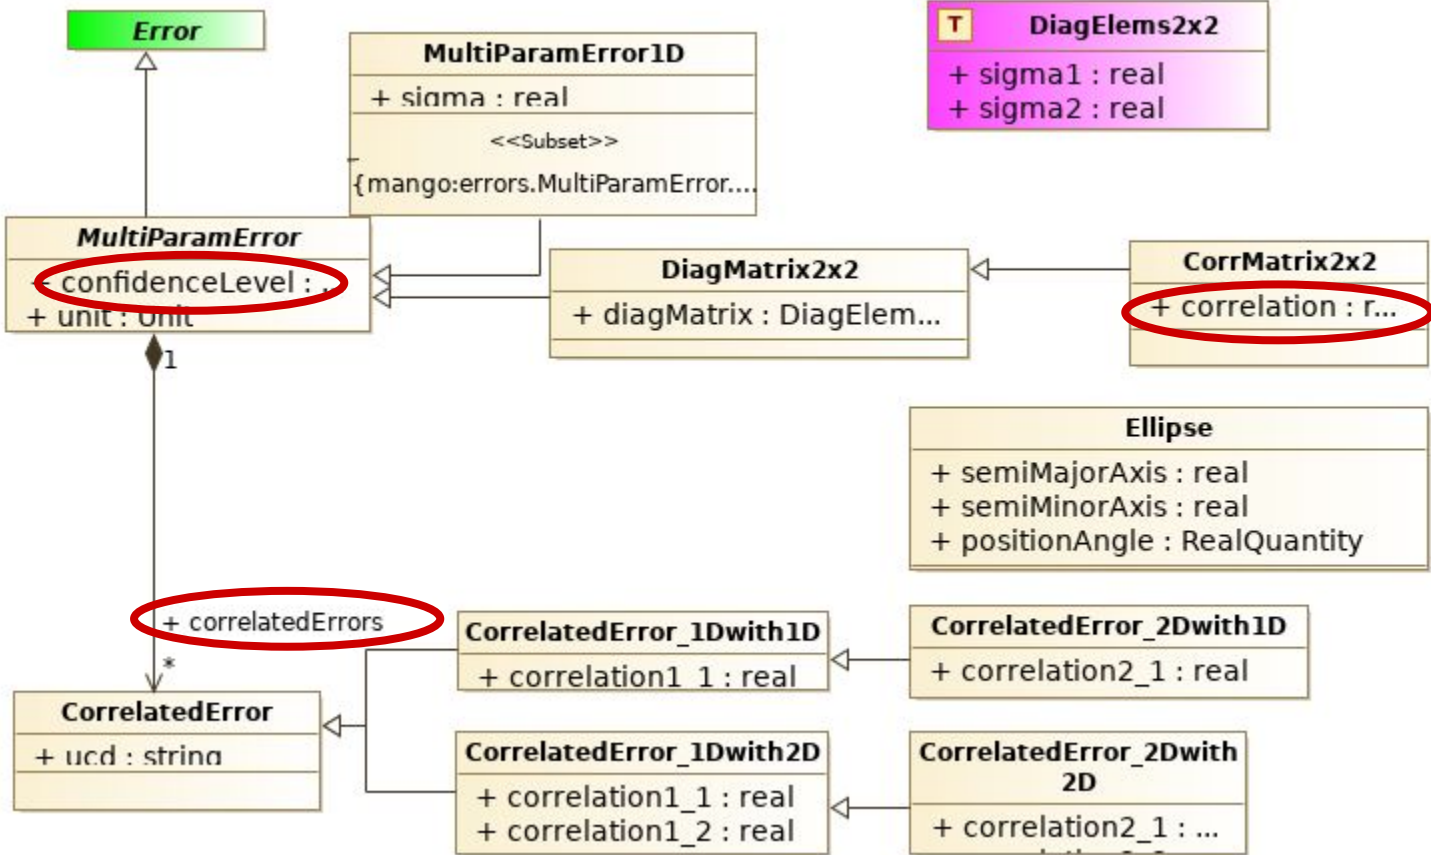 Error
MultiParamError1D
+ sigma : real
<<Subset>>
{mango:errors.MultiParamError....
T
DiagElems2x2
+ sigma1 : real
+ sigma2 : real
MultiParamError
+ confidenceLevel : .
+ unit : Unit
1
DiagMatrix2x2
+ diagMatrix : DiagElem...
CorrMatrix2x2
+ correlation : r...
Ellipse
+ semiMajorAxis : real
+ semiMinorAxis : real
+ positionAngle : RealQuantity
+ correlatedErrors
*
CorrelatedError
+ ucd : string
CorrelatedError_1Dwith1D
+ correlation1_1 : real
CorrelatedError_2Dwith1D
+ correlation2_1 : real
CorrelatedError_1Dwith2D
+ correlation1_1 : real
+ correlation1_2 : real
CorrelatedError_2Dwith
2D
+ correlation2_1 : ...